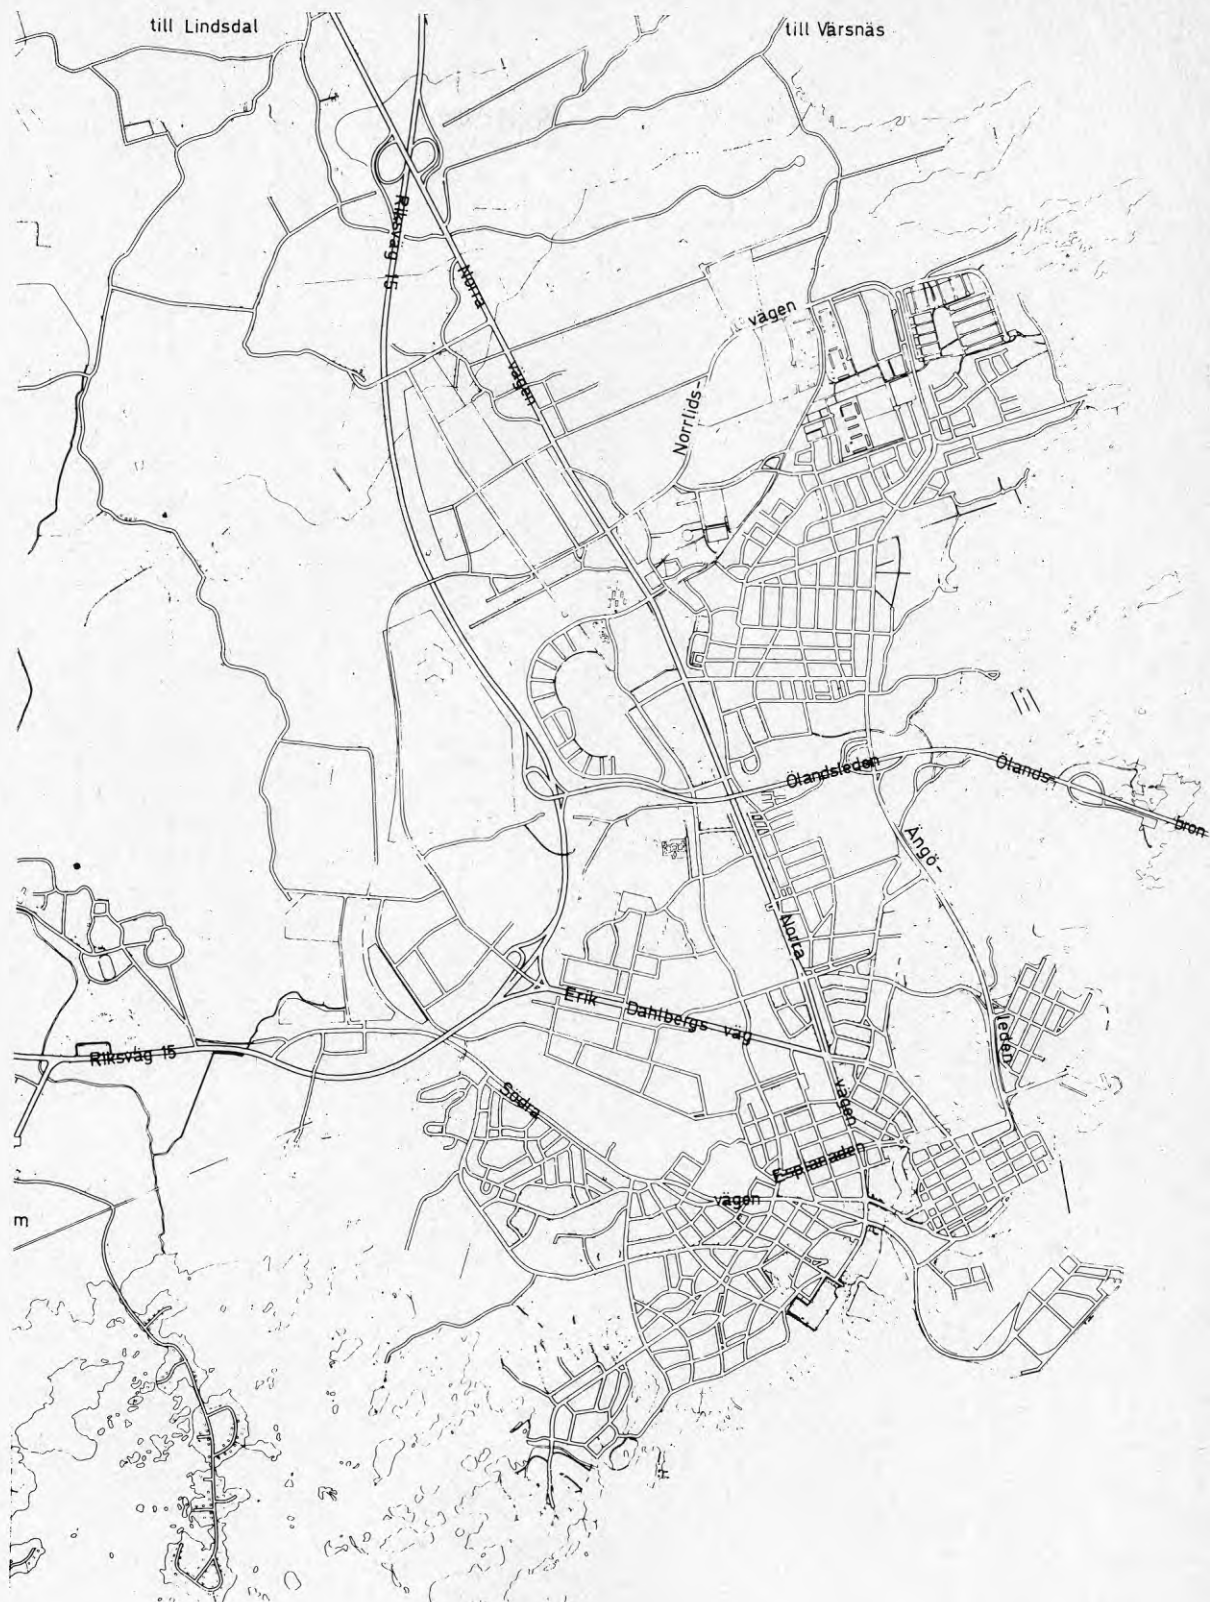 till Lindsdal
till Värsnäs
Riksväg 15
Norra
vägen
Norrlids-
vägen
Ölandsleden
Ölands-
bron
Ängö-
leden
Norra
vägen
Erik Dahlbergs väg
Riksväg 15
Södra
vägen
Esplanaden
m